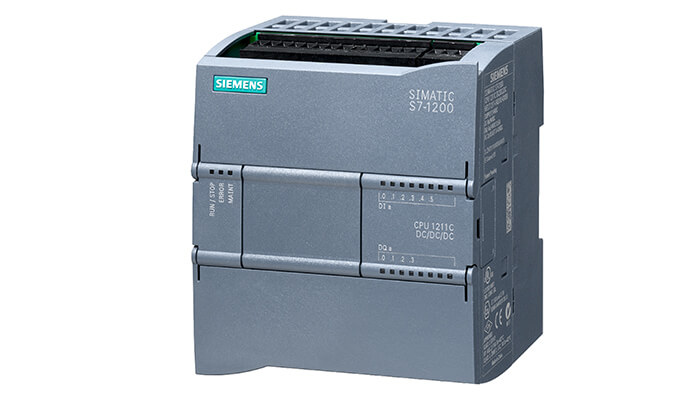 SIEMENS
SIMATIC
S7-1200
SIEMENS
RUN / STOP
ERROR
MAINT
.0 .1 .2 .3 .4 .5
DI a
CPU 1211C
DC/DC/DC
DQ a
.0 .1 .2 .3